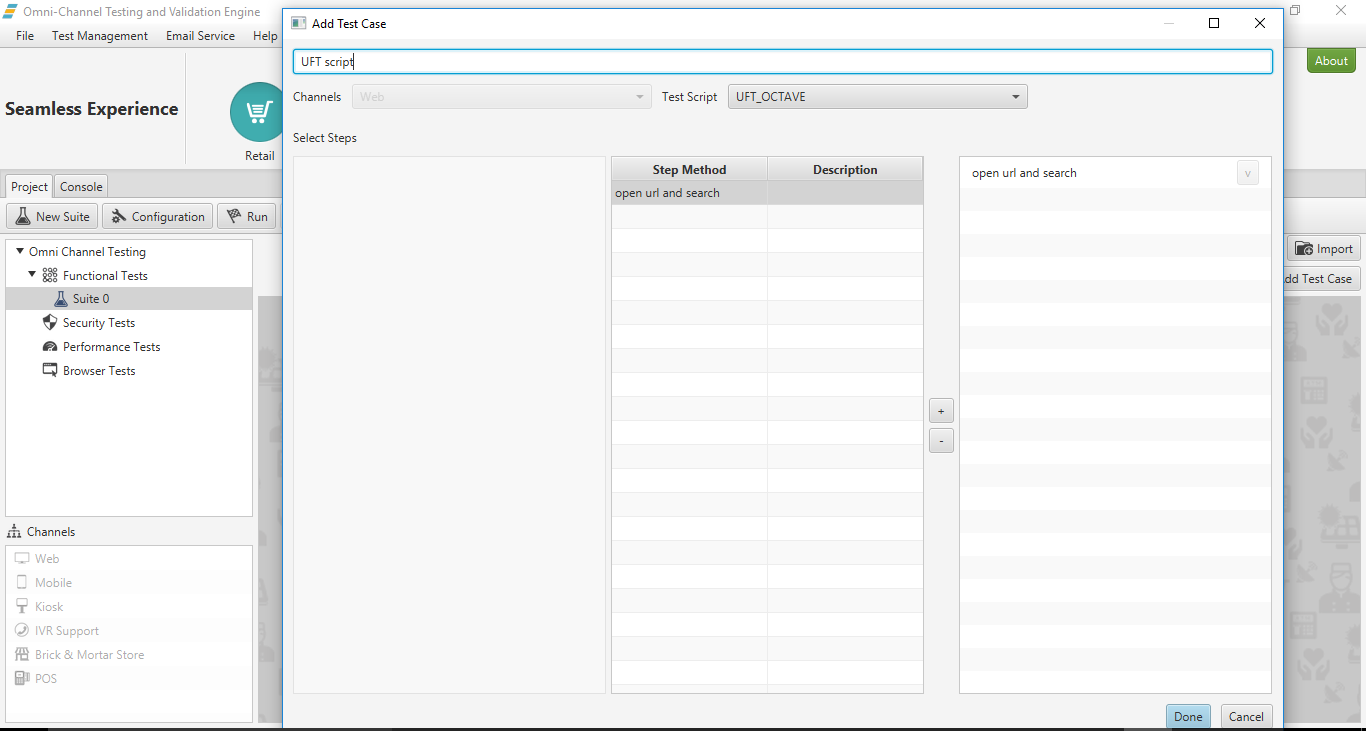 Omni-Channel Testing and Validation Engine
File Test Management Email Service Help
Seamless Experience
Retail
About
Project Console
New Suite Configuration Run
Omni Channel Testing
Functional Tests
Suite 0
Security Tests
Performance Tests
Browser Tests
Channels
Web
Mobile
Kiosk
IVR Support
Brick & Mortar Store
POS
Add Test Case
UFT script
Channels Web Test Script UFT_OCTAVE
Select Steps
Step Method Description
open url and search
+
-
open url and search v
Done Cancel
Import
dd Test Case